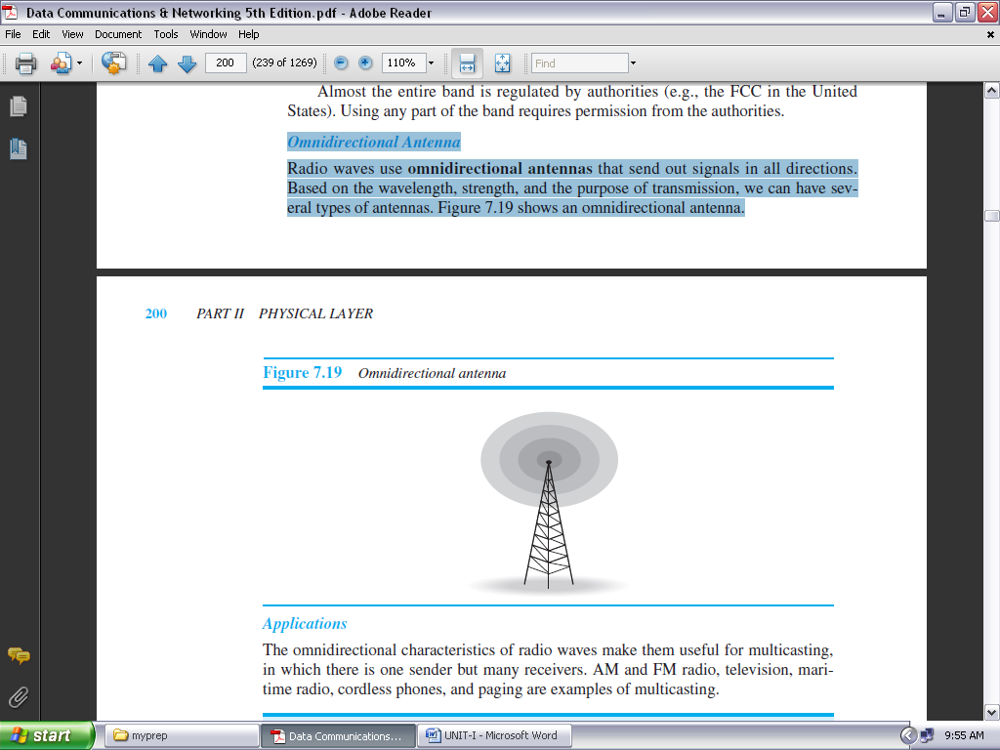 Data Communications & Networking 5th Edition.pdf - Adobe Reader
File Edit View Document Tools Window Help
200 (239 of 1269) 110% Find
Almost the entire band is regulated by authorities (e.g., the FCC in the United
States). Using any part of the band requires permission from the authorities.
Omnidirectional Antenna
Radio waves use omnidirectional antennas that send out signals in all directions.
Based on the wavelength, strength, and the purpose of transmission, we can have sev-
eral types of antennas. Figure 7.19 shows an omnidirectional antenna.
200 PART II PHYSICAL LAYER
Figure 7.19 Omnidirectional antenna
Applications
The omnidirectional characteristics of radio waves make them useful for multicasting,
in which there is one sender but many receivers. AM and FM radio, television, mari-
time radio, cordless phones, and paging are examples of multicasting.
start myprep Data Communications... UNIT-I - Microsoft Word 9:55 AM